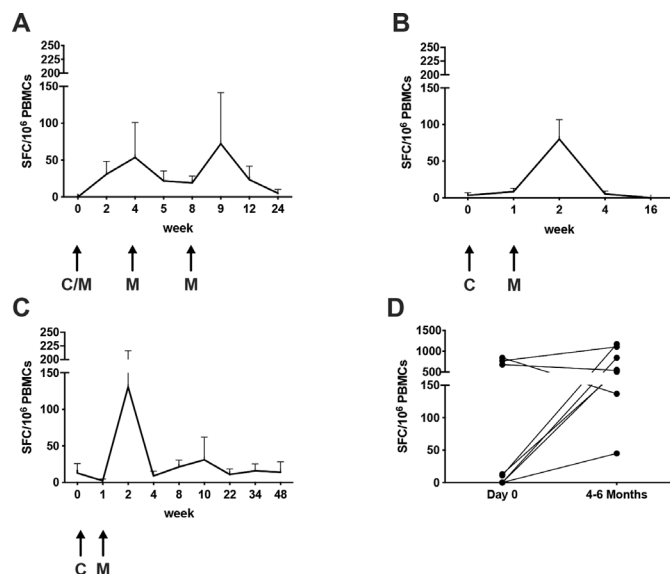 A
SFC/10⁶ PBMCs
250
225
200
150
100
50
0
0 2 4 5 8 9 12 24
week
C/M M M
B
SFC/10⁶ PBMCs
250
225
200
150
100
50
0
0 1 2 4 16
week
C M
C
SFC/10⁶ PBMCs
250
225
200
150
100
50
0
0 1 2 4 8 10 22 34 48
week
C M
D
SFC/10⁶ PBMCs
1500
1000
500
150
100
50
0
Day 0 4-6 Months